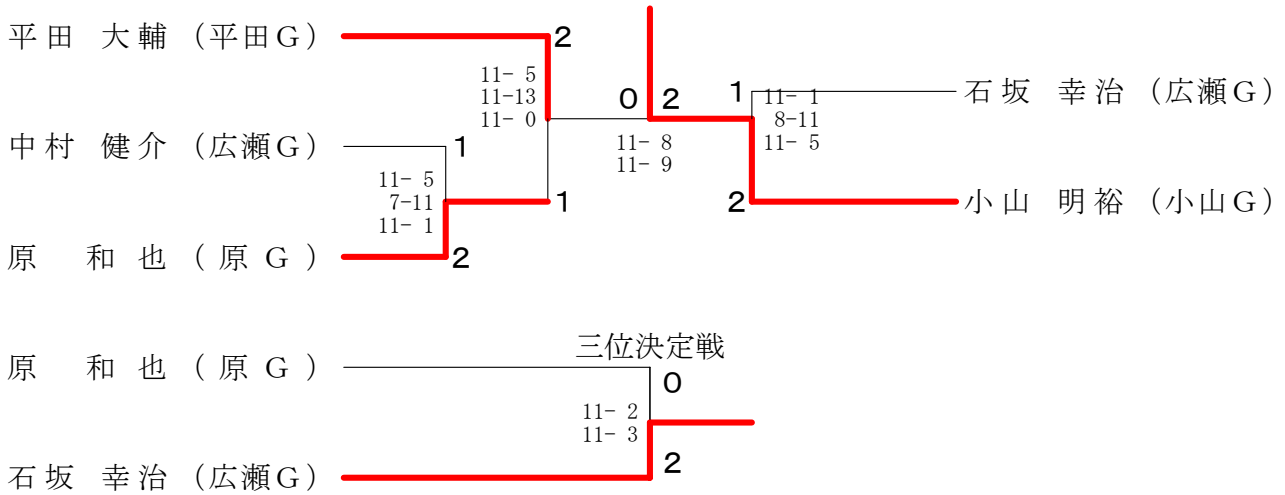 平田 大輔 (平田G)
2
11- 5
11-13
11- 0
0 2
1
11- 1
8-11
11- 5
石坂 幸治 (広瀬G)
中村 健介 (広瀬G)
1
11- 8
11- 9
11- 5
7-11
11- 1
1
2
小山 明裕 (小山G)
原 和也 (原G)
2
三位決定戦
原 和也 (原G)
0
11- 2
11- 3
石坂 幸治 (広瀬G)
2